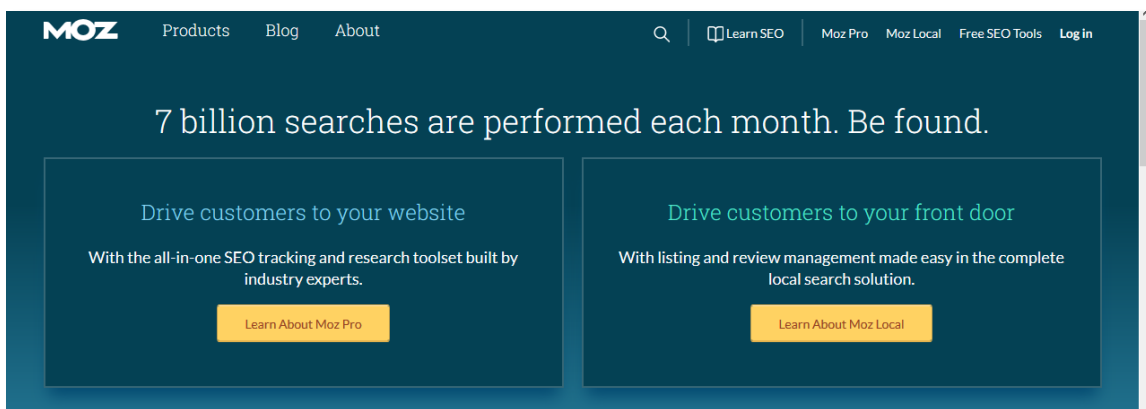 MOZ Products Blog About Learn SEO Moz Pro Moz Local Free SEO Tools Log in
7 billion searches are performed each month. Be found.
Drive customers to your website
With the all-in-one SEO tracking and research toolset built by
industry experts.
Learn About Moz Pro
Drive customers to your front door
With listing and review management made easy in the complete
local search solution.
Learn About Moz Local